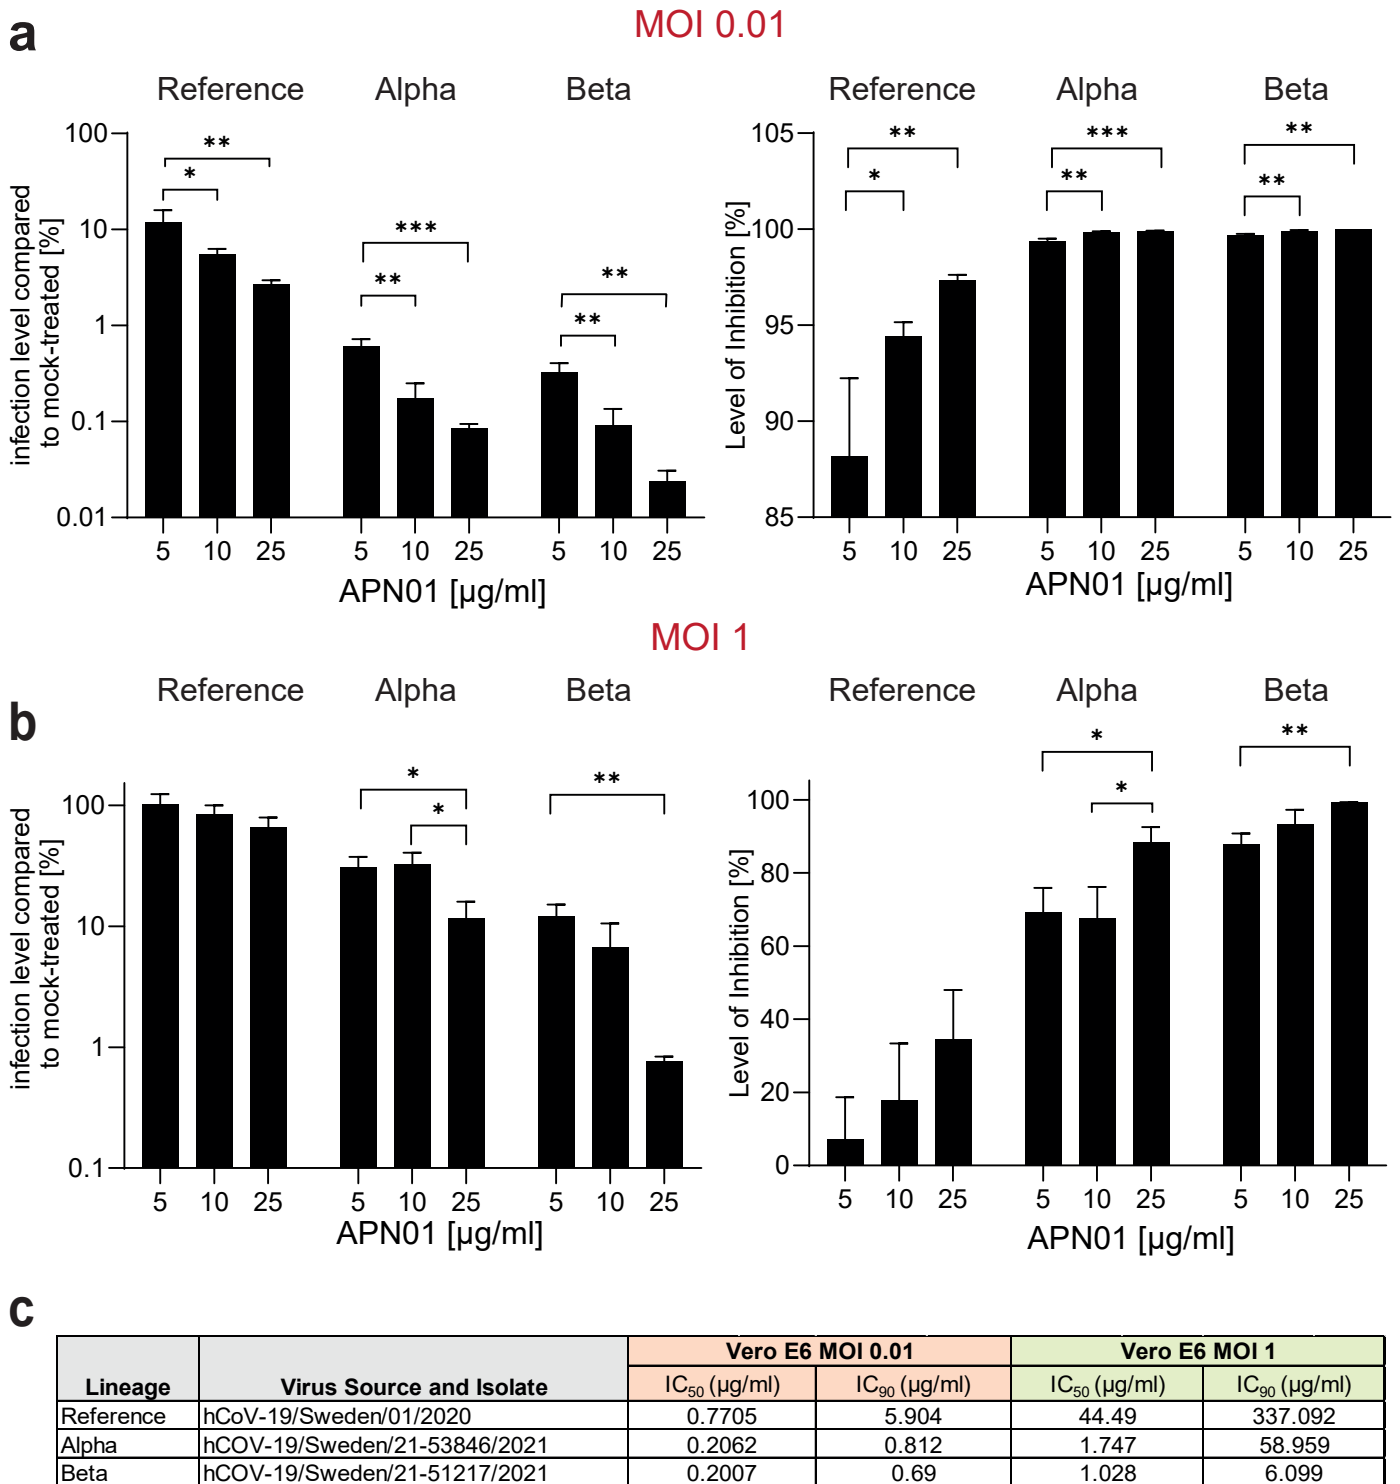 a
MOI 0.01
Reference Alpha Beta
infection level compared
to mock-treated [%]
100
10
1
0.1
0.01
** * *** ** ** **
5 10 25 5 10 25 5 10 25
APN01 [µg/ml]
Reference Alpha Beta
Level of Inhibition [%]
105
100
95
90
85
** * *** ** ** **
5 10 25 5 10 25 5 10 25
APN01 [µg/ml]
MOI 1
b
Reference Alpha Beta
infection level compared
to mock-treated [%]
100
10
1
0.1
* * **
5 10 25 5 10 25 5 10 25
APN01 [µg/ml]
Reference Alpha Beta
Level of Inhibition [%]
100
80
60
40
20
0
* * **
5 10 25 5 10 25 5 10 25
APN01 [µg/ml]
c
Vero E6 MOI 0.01 Vero E6 MOI 1
Lineage Virus Source and Isolate IC50 (µg/ml) IC90 (µg/ml) IC50 (µg/ml) IC90 (µg/ml)
Reference hCoV-19/Sweden/01/2020 0.7705 5.904 44.49 337.092
Alpha hCOV-19/Sweden/21-53846/2021 0.2062 0.812 1.747 58.959
Beta hCOV-19/Sweden/21-51217/2021 0.2007 0.69 1.028 6.099